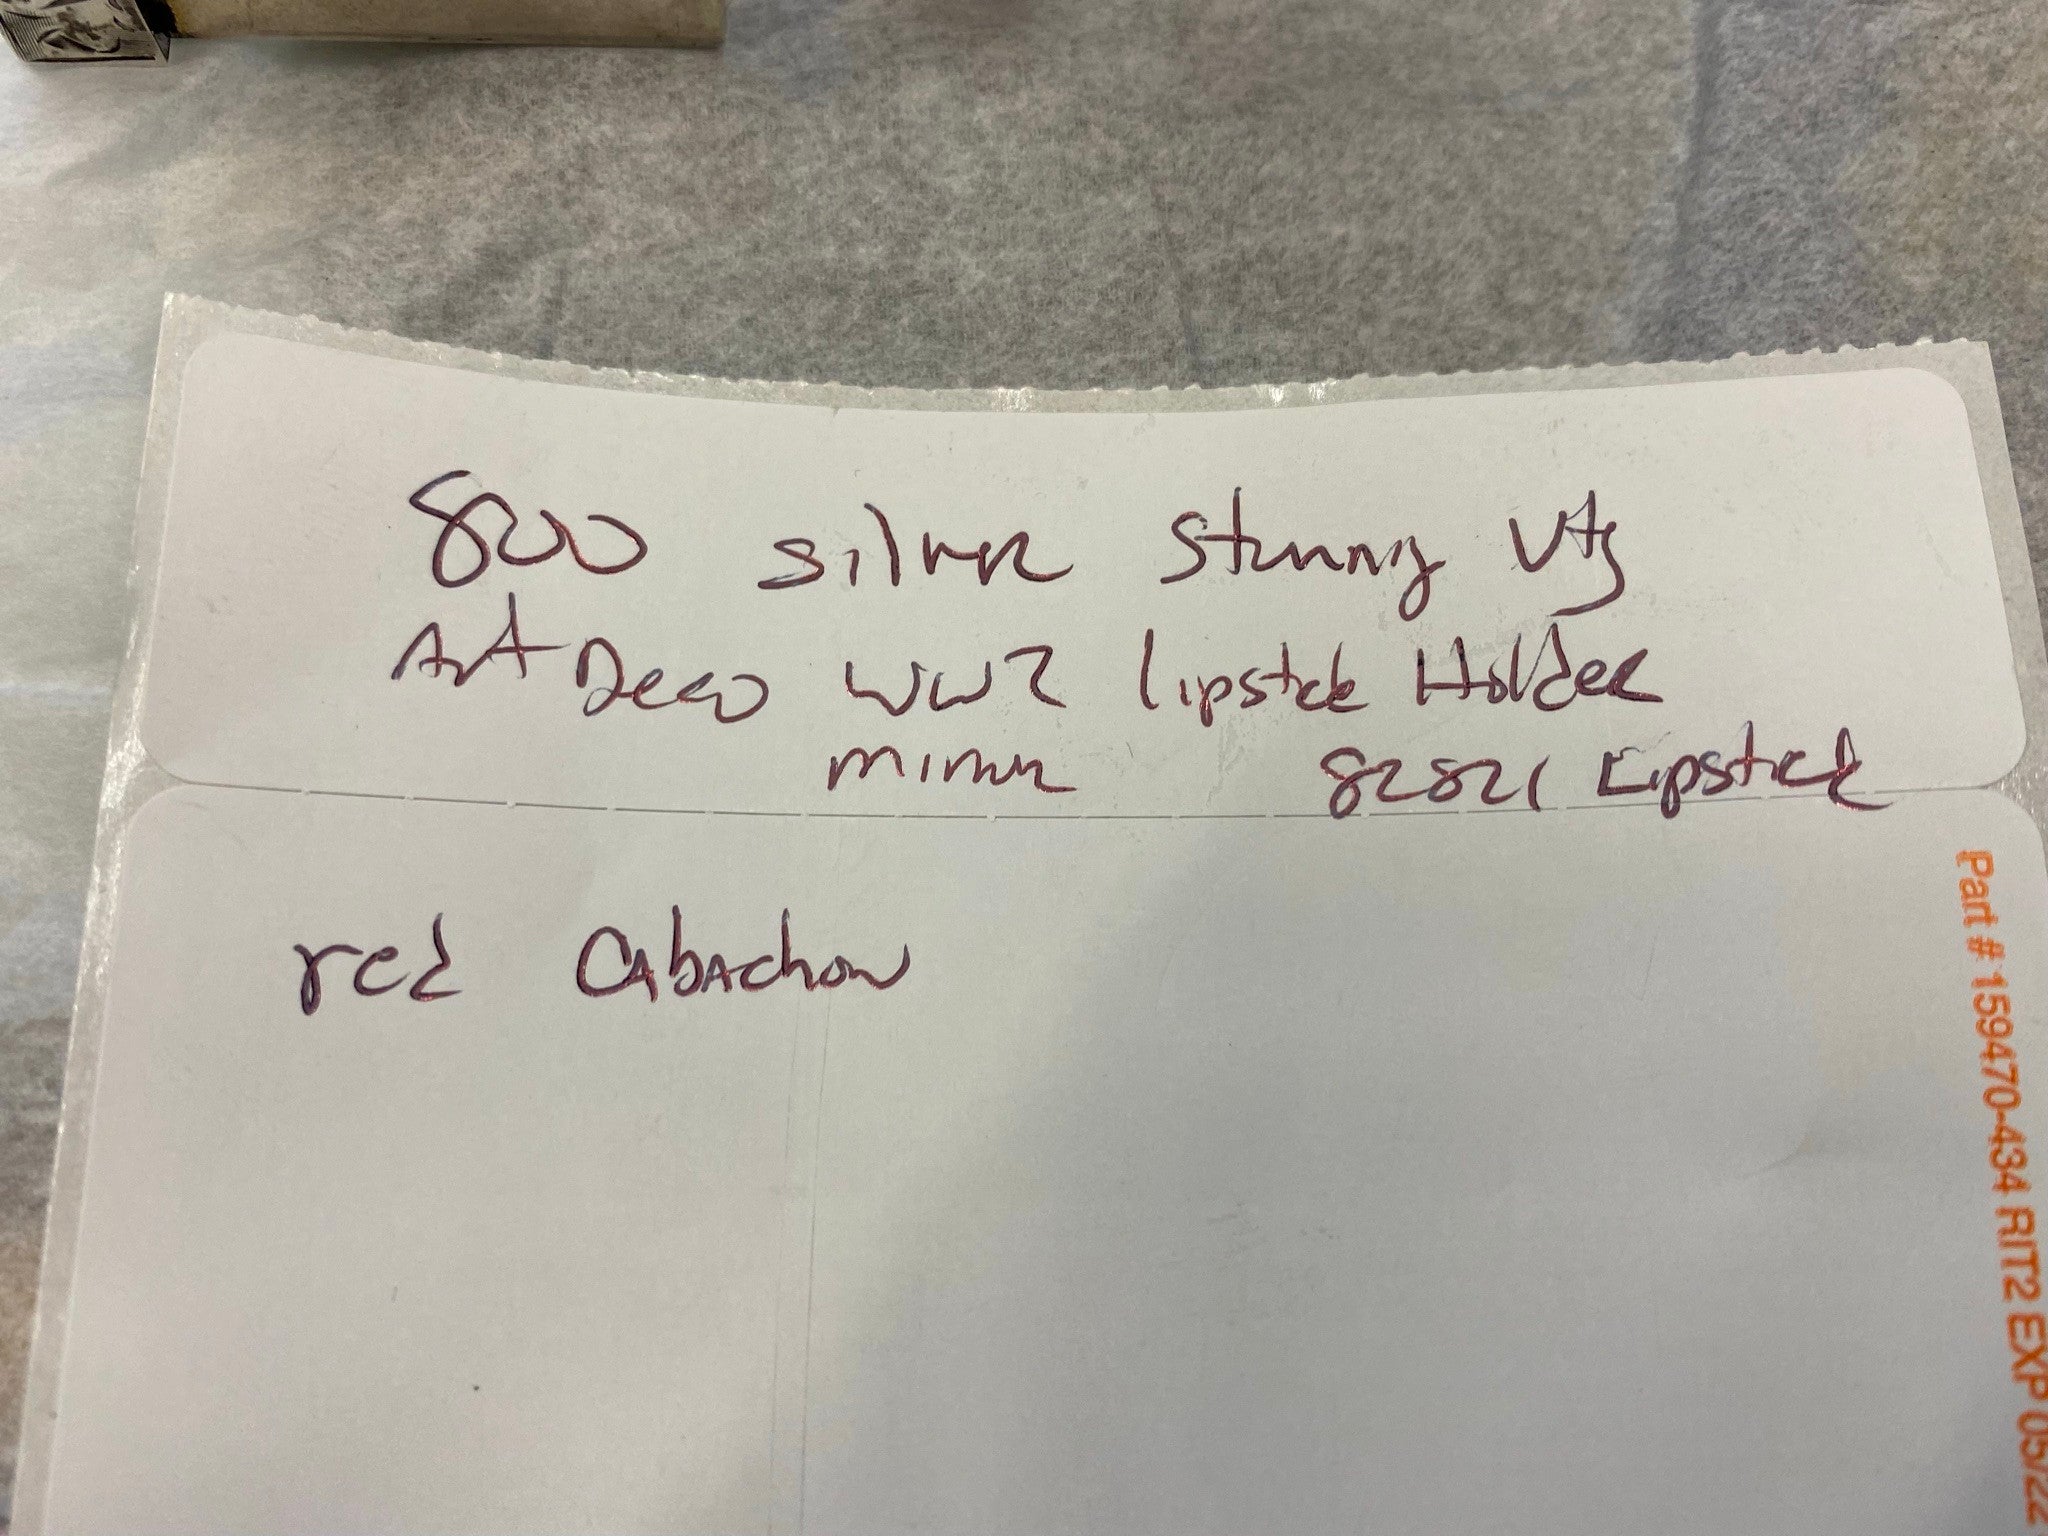 800 silver Stunning Vtg
Art Deco WW2 lipstick Holder
mirror 82821 Lipstick
red Cabachon
Part # 159470-434 RIT2 EXP 05/22